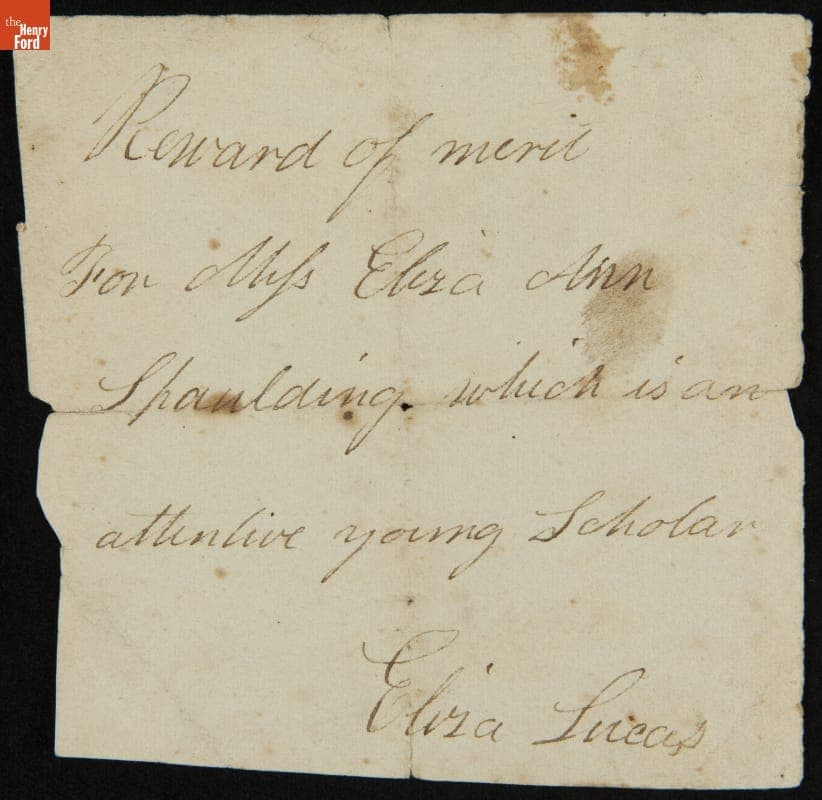 the
Henry
Ford
Reward of merit
For Miſs Eliza Ann
Spaulding which is an
attentive young Scholar
Eliza Lucas